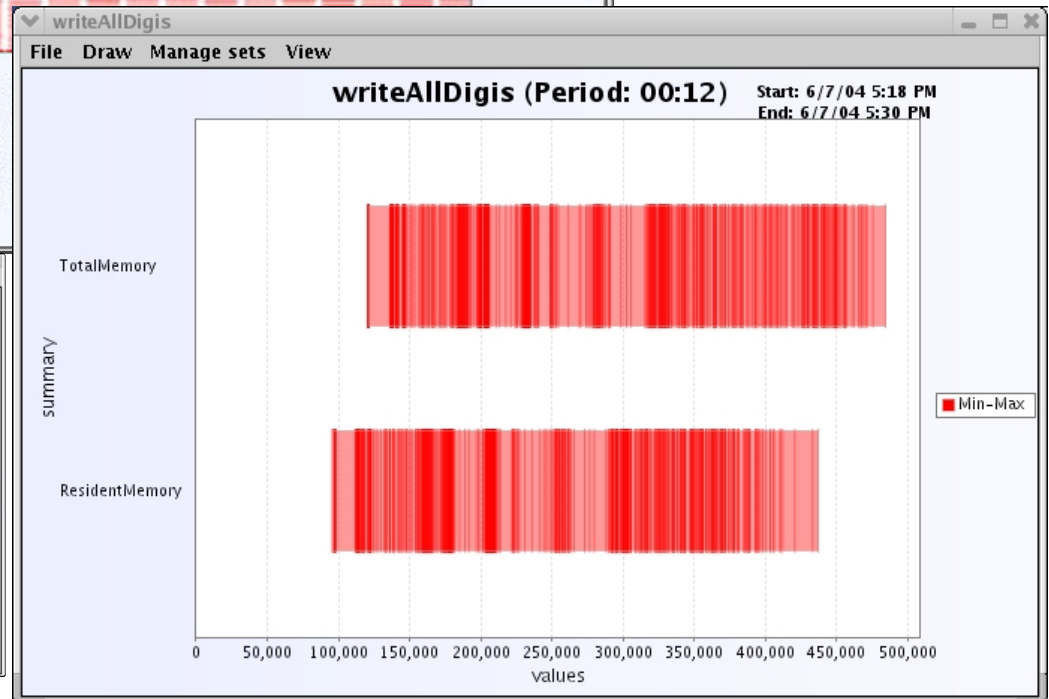 writeAllDigis
File Draw Manage sets View
writeAllDigis (Period: 00:12)
Start: 6/7/04 5:18 PM
End: 6/7/04 5:30 PM
TotalMemory
summary
ResidentMemory
Min-Max
0 50,000 100,000 150,000 200,000 250,000 300,000 350,000 400,000 450,000 500,000
values